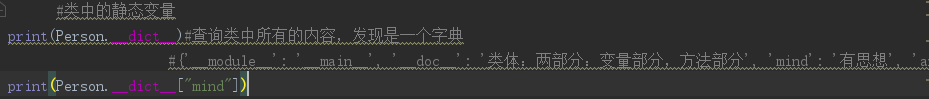 #类中的静态变量
print(Person.__dict__)#查询类中所有的内容，发现是一个字典
#{'__module__': '__main__', '__doc__': '类体：两部分：变量部分，方法部分', 'mind': '有思想',
print(Person.__dict__["mind"])